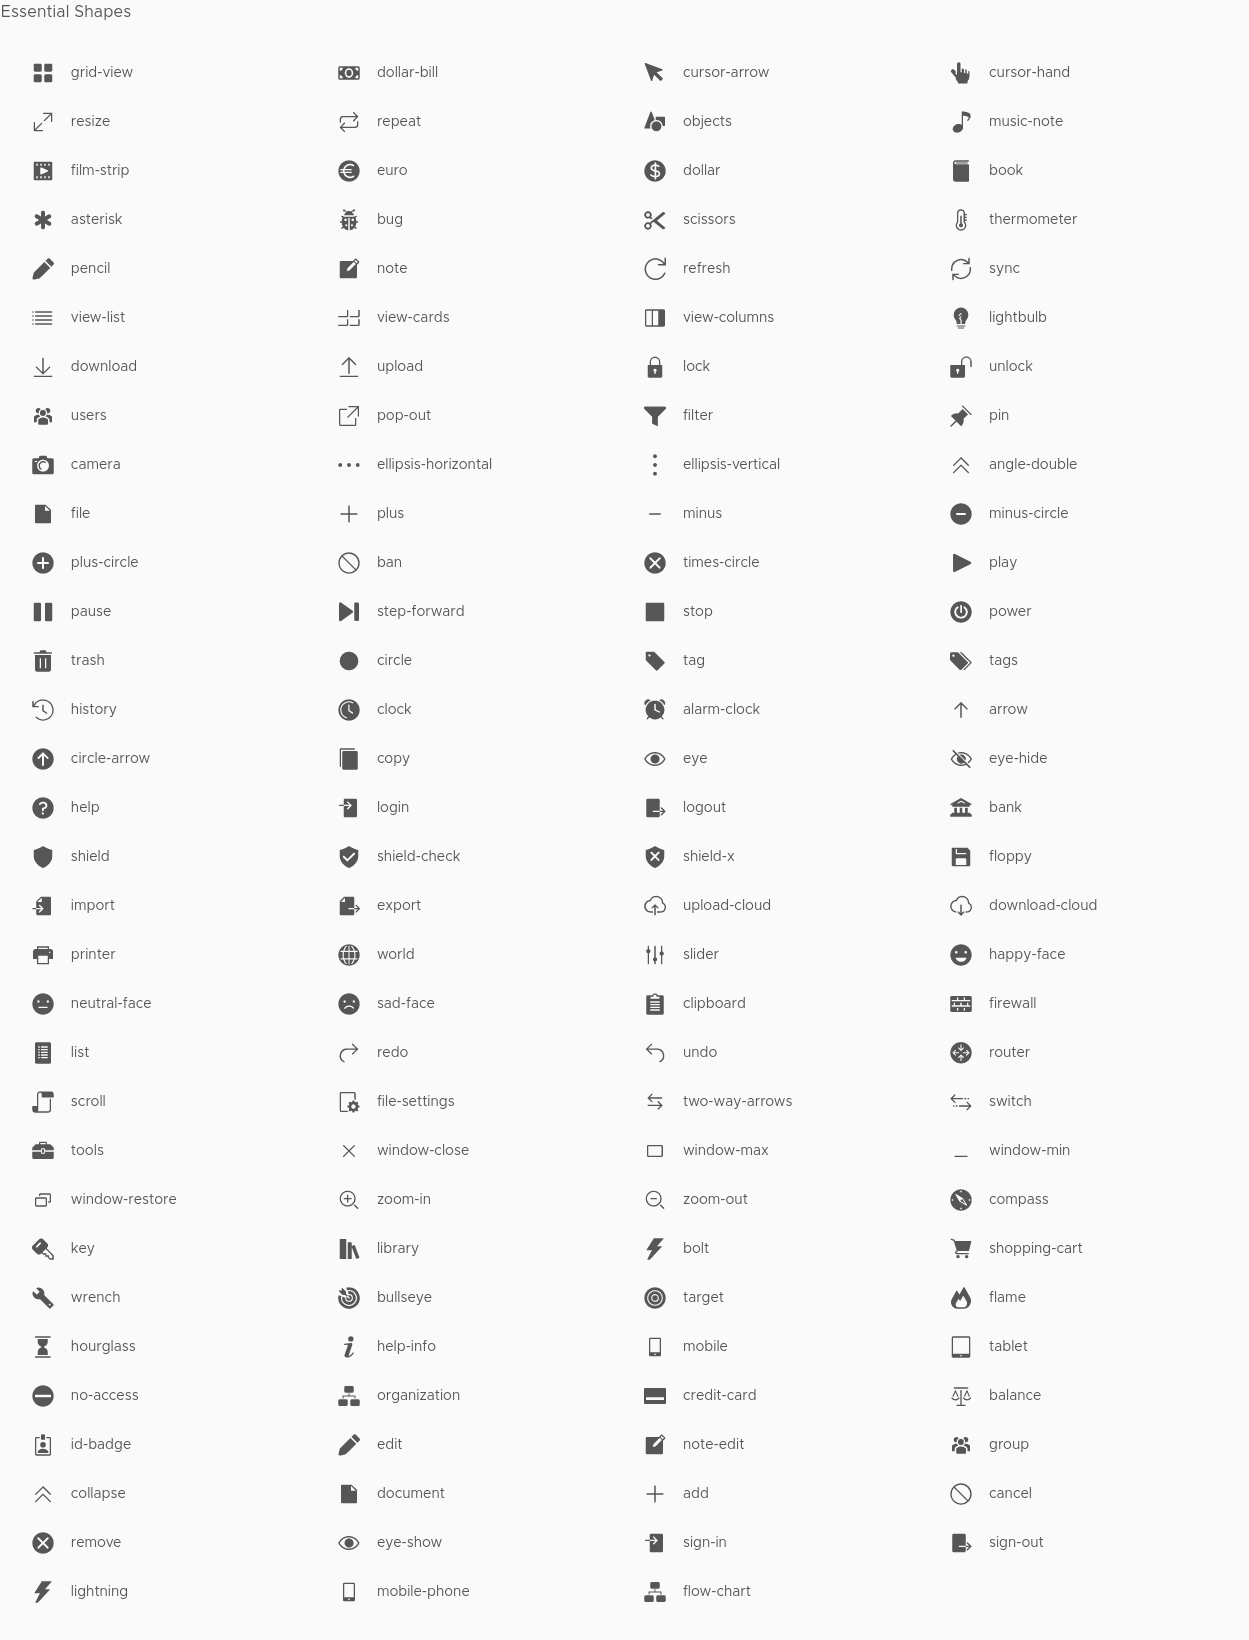 Essential Shapes
grid-view
dollar-bill
cursor-arrow
cursor-hand
resize
repeat
objects
music-note
film-strip
euro
dollar
book
asterisk
bug
scissors
thermometer
pencil
note
refresh
sync
view-list
view-cards
view-columns
lightbulb
download
upload
lock
unlock
users
pop-out
filter
pin
camera
ellipsis-horizontal
ellipsis-vertical
angle-double
file
plus
minus
minus-circle
plus-circle
ban
times-circle
play
pause
step-forward
stop
power
trash
circle
tag
tags
history
clock
alarm-clock
arrow
circle-arrow
copy
eye
eye-hide
help
login
logout
bank
shield
shield-check
shield-x
floppy
import
export
upload-cloud
download-cloud
printer
world
slider
happy-face
neutral-face
sad-face
clipboard
firewall
list
redo
undo
router
scroll
file-settings
two-way-arrows
switch
tools
window-close
window-max
window-min
window-restore
zoom-in
zoom-out
compass
key
library
bolt
shopping-cart
wrench
bullseye
target
flame
hourglass
help-info
mobile
tablet
no-access
organization
credit-card
balance
id-badge
edit
note-edit
group
collapse
document
add
cancel
remove
eye-show
sign-in
sign-out
lightning
mobile-phone
flow-chart